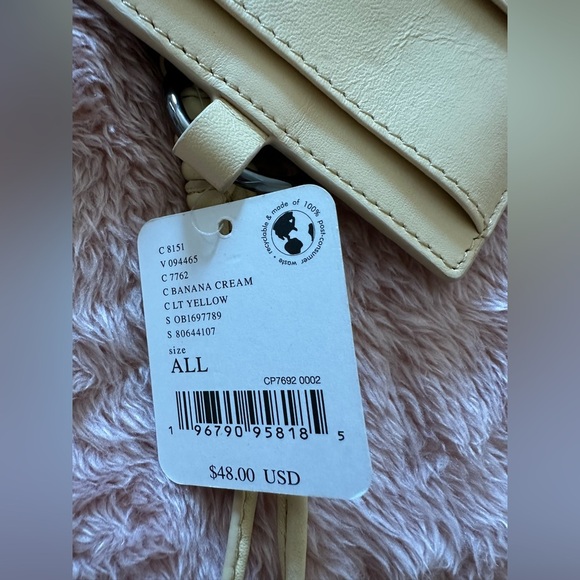 recyclable & made of 100% post-consumer waste •
C 8151
V 094465
C 7762
C BANANA CREAM
C LT YELLOW
S OB1697789
S 80644107
size
ALL
CP7692 0002
1 96790 95818 5
$48.00 USD